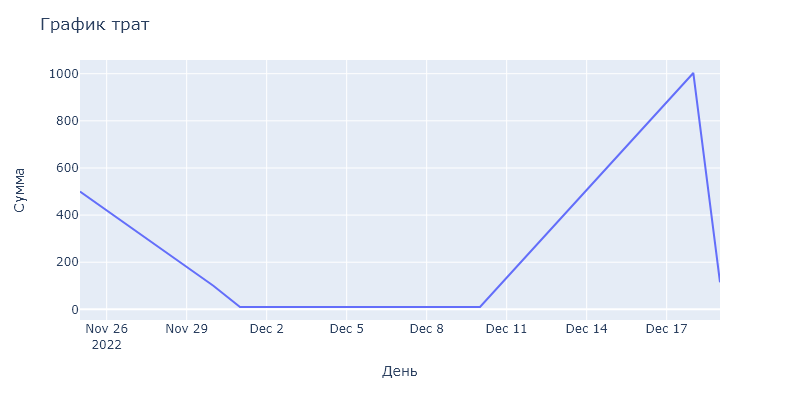 График трат
1000
800
600
400
200
0
Сумма
Nov 26
2022
Nov 29
Dec 2
Dec 5
Dec 8
Dec 11
Dec 14
Dec 17
День